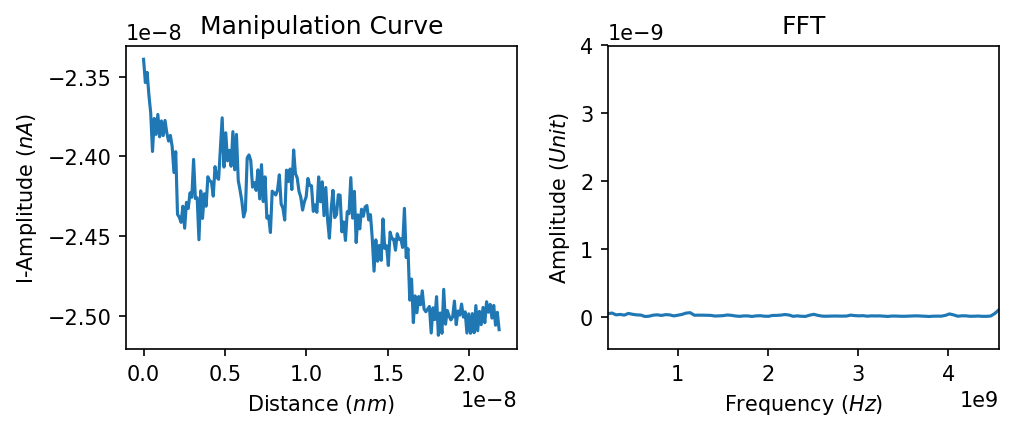 Manipulation Curve
1e−8
I-Amplitude (nA)
−2.35
−2.40
−2.45
−2.50
0.0 0.5 1.0 1.5 2.0
1e−8
Distance (nm)
FFT
1e−9
Amplitude (Unit)
4
3
2
1
0
1 2 3 4
1e9
Frequency (Hz)